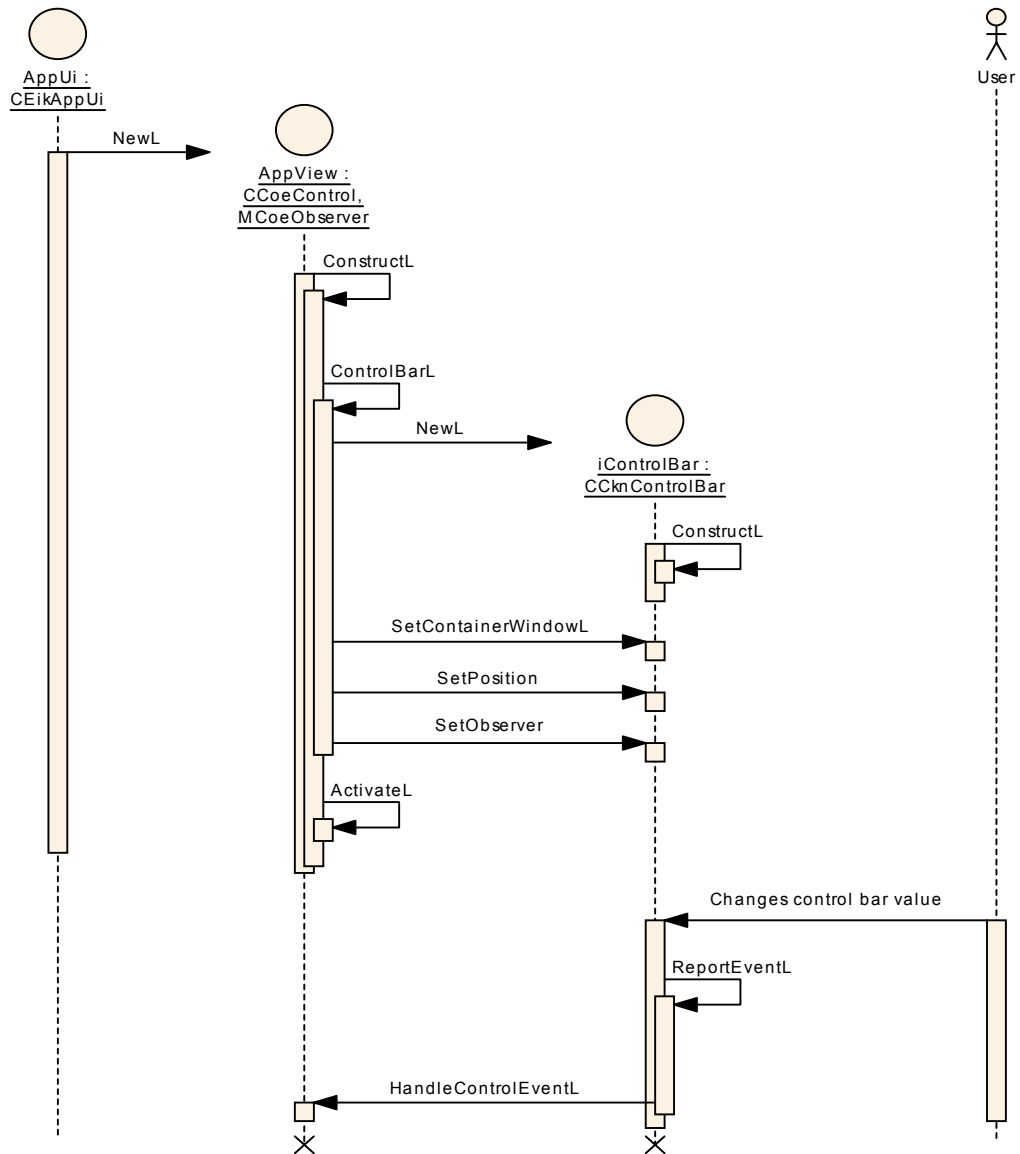 AppUi :
CEikAppUi
User
NewL
AppView :
CCoeControl,
MCoeObserver
ConstructL
ControlBarL
NewL
iControlBar :
CCknControlBar
ConstructL
SetContainerWindowL
SetPosition
SetObserver
ActivateL
Changes control bar value
ReportEventL
HandleControlEventL